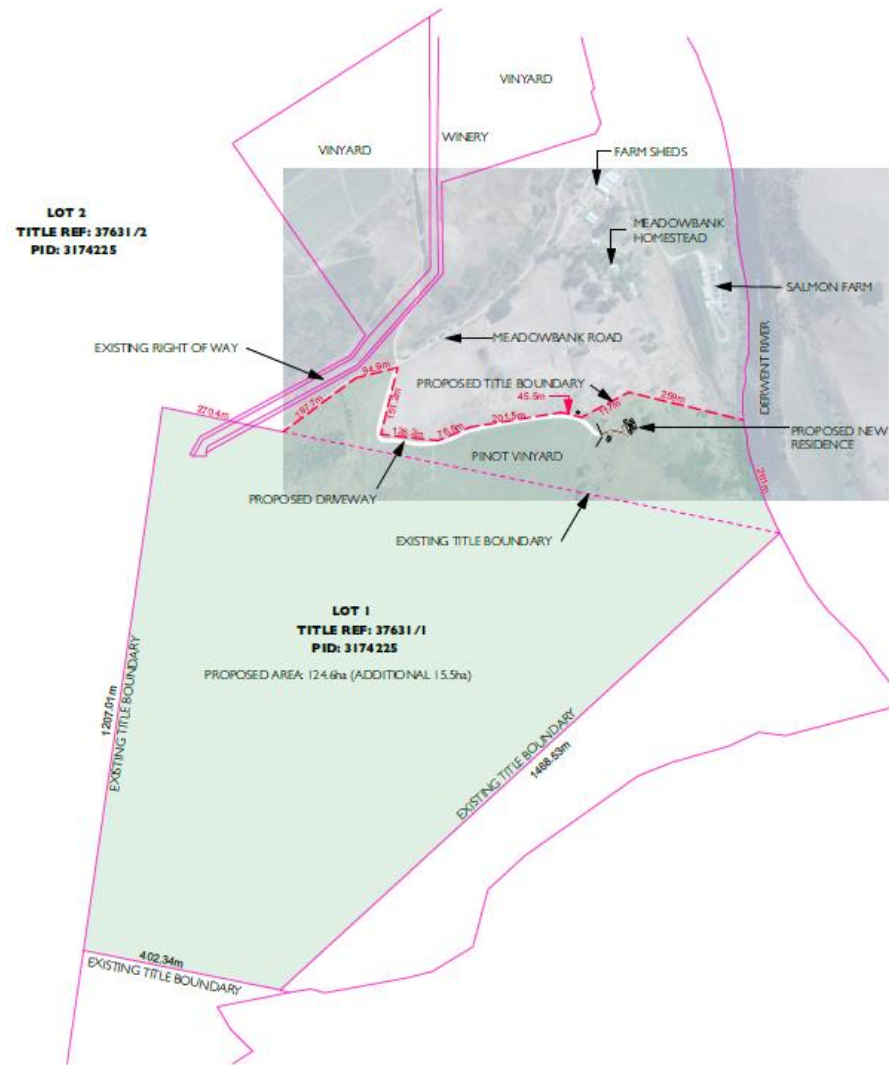 VINYARD
VINYARD
WINERY
FARM SHEDS
LOT 2
TITLE REF: 37631/2
PID: 3174225
MEADOWBANK
HOMESTEAD
SALMON FARM
DERWENT RIVER
EXISTING RIGHT OF WAY
MEADOWBANK ROAD
94.9m
PROPOSED TITLE BOUNDARY
45.5m
259m
270.4m
201.5m
PROPOSED NEW
RESIDENCE
PINOT VINYARD
PROPOSED DRIVEWAY
EXISTING TITLE BOUNDARY
LOT 1
TITLE REF: 37631/1
PID: 3174225
PROPOSED AREA: 124.6ha (ADDITIONAL 15.5ha)
1207.01m
EXISTING TITLE BOUNDARY
EXISTING TITLE BOUNDARY
1468.53m
402.34m
EXISTING TITLE BOUNDARY